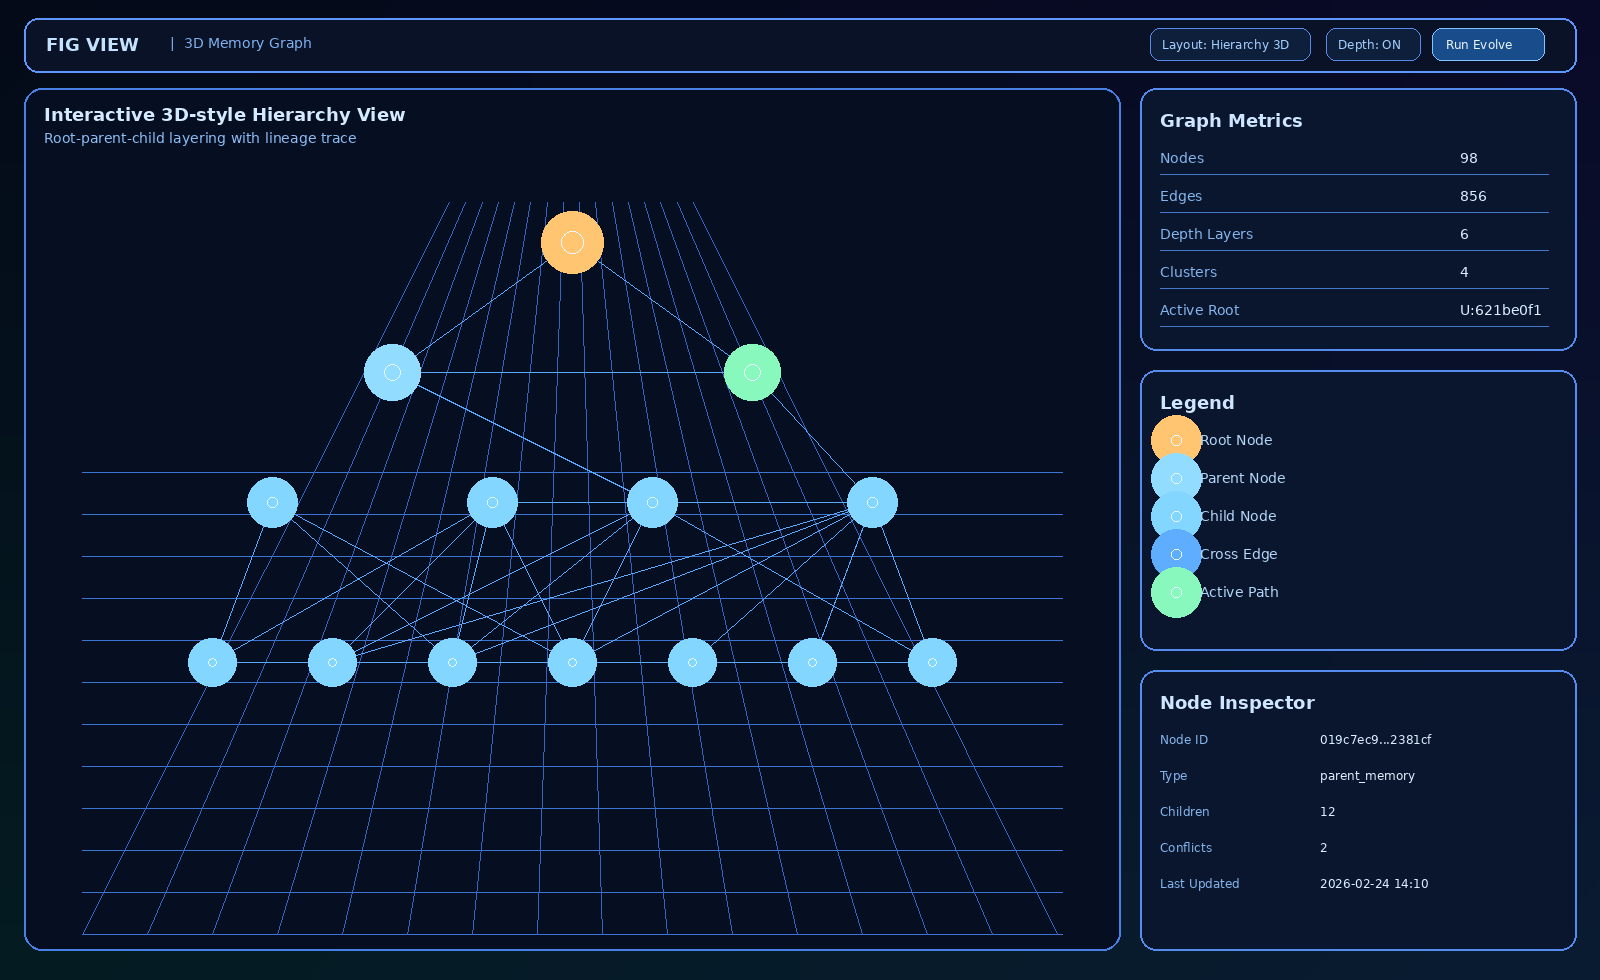 FIG VIEW | 3D Memory Graph
Layout: Hierarchy 3D
Depth: ON
Run Evolve
Interactive 3D-style Hierarchy View
Root-parent-child layering with lineage trace
Graph Metrics
Nodes 98
Edges 856
Depth Layers 6
Clusters 4
Active Root U:621be0f1
Legend
Root Node
Parent Node
Child Node
Cross Edge
Active Path
Node Inspector
Node ID 019c7ec9...2381cf
Type parent_memory
Children 12
Conflicts 2
Last Updated 2026-02-24 14:10